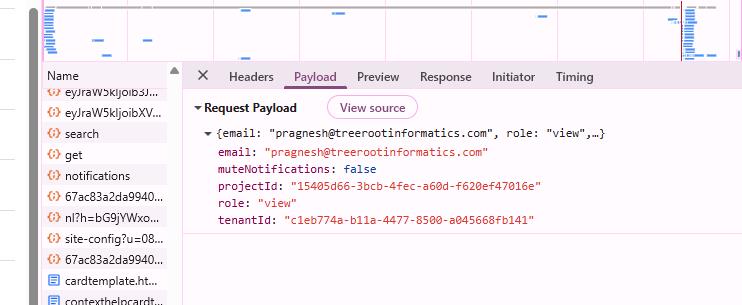 Name
Headers Payload Preview Response Initiator Timing
eyJraW5kIjoib3J...
eyJraW5kIjoibXV...
search
get
notifications
67ac83a2da9940...
nl?h=bG9jYWxo...
site-config?u=08...
67ac83a2da9940...
cardtemplate.ht...
contexthelpcardt...
Request Payload View source
{email: "pragnesh@treerootinformatics.com", role: "view",…}
email: "pragnesh@treerootinformatics.com"
muteNotifications: false
projectId: "15405d66-3bcb-4fec-a60d-f620ef47016e"
role: "view"
tenantId: "c1eb774a-b11a-4477-8500-a045668fb141"